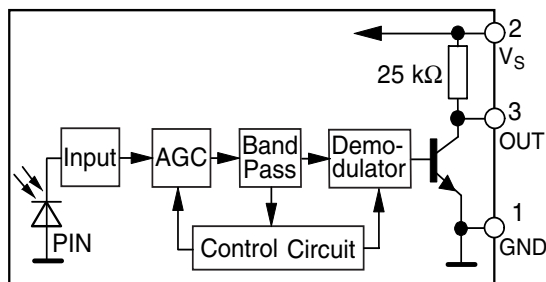 2
V_S
25 kΩ
3
OUT
Input
AGC
Band
Pass
Demo-
dulator
PIN
Control Circuit
1
GND